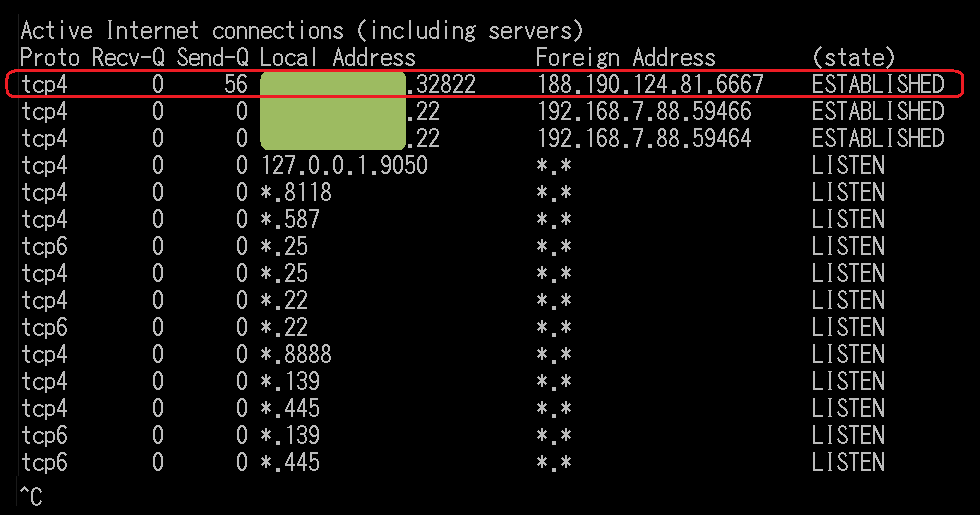 Active Internet connections (including servers)
Proto Recv-Q Send-Q Local Address Foreign Address (state)
tcp4 0 56 .32822 188.190.124.81.6667 ESTABLISHED
tcp4 0 0 .22 192.168.7.88.59466 ESTABLISHED
tcp4 0 0 .22 192.168.7.88.59464 ESTABLISHED
tcp4 0 0 127.0.0.1.9050 *.* LISTEN
tcp4 0 0 *.8118 *.* LISTEN
tcp4 0 0 *.587 *.* LISTEN
tcp6 0 0 *.25 *.* LISTEN
tcp4 0 0 *.25 *.* LISTEN
tcp4 0 0 *.22 *.* LISTEN
tcp6 0 0 *.22 *.* LISTEN
tcp4 0 0 *.8888 *.* LISTEN
tcp4 0 0 *.139 *.* LISTEN
tcp4 0 0 *.445 *.* LISTEN
tcp6 0 0 *.139 *.* LISTEN
tcp6 0 0 *.445 *.* LISTEN
^C